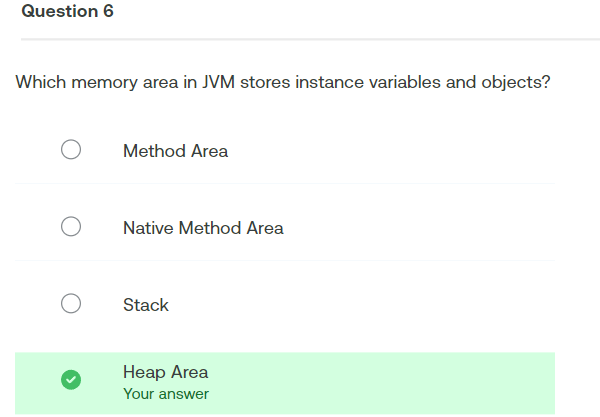 Question 6
Which memory area in JVM stores instance variables and objects?
Method Area
Native Method Area
Stack
Heap Area
Your answer